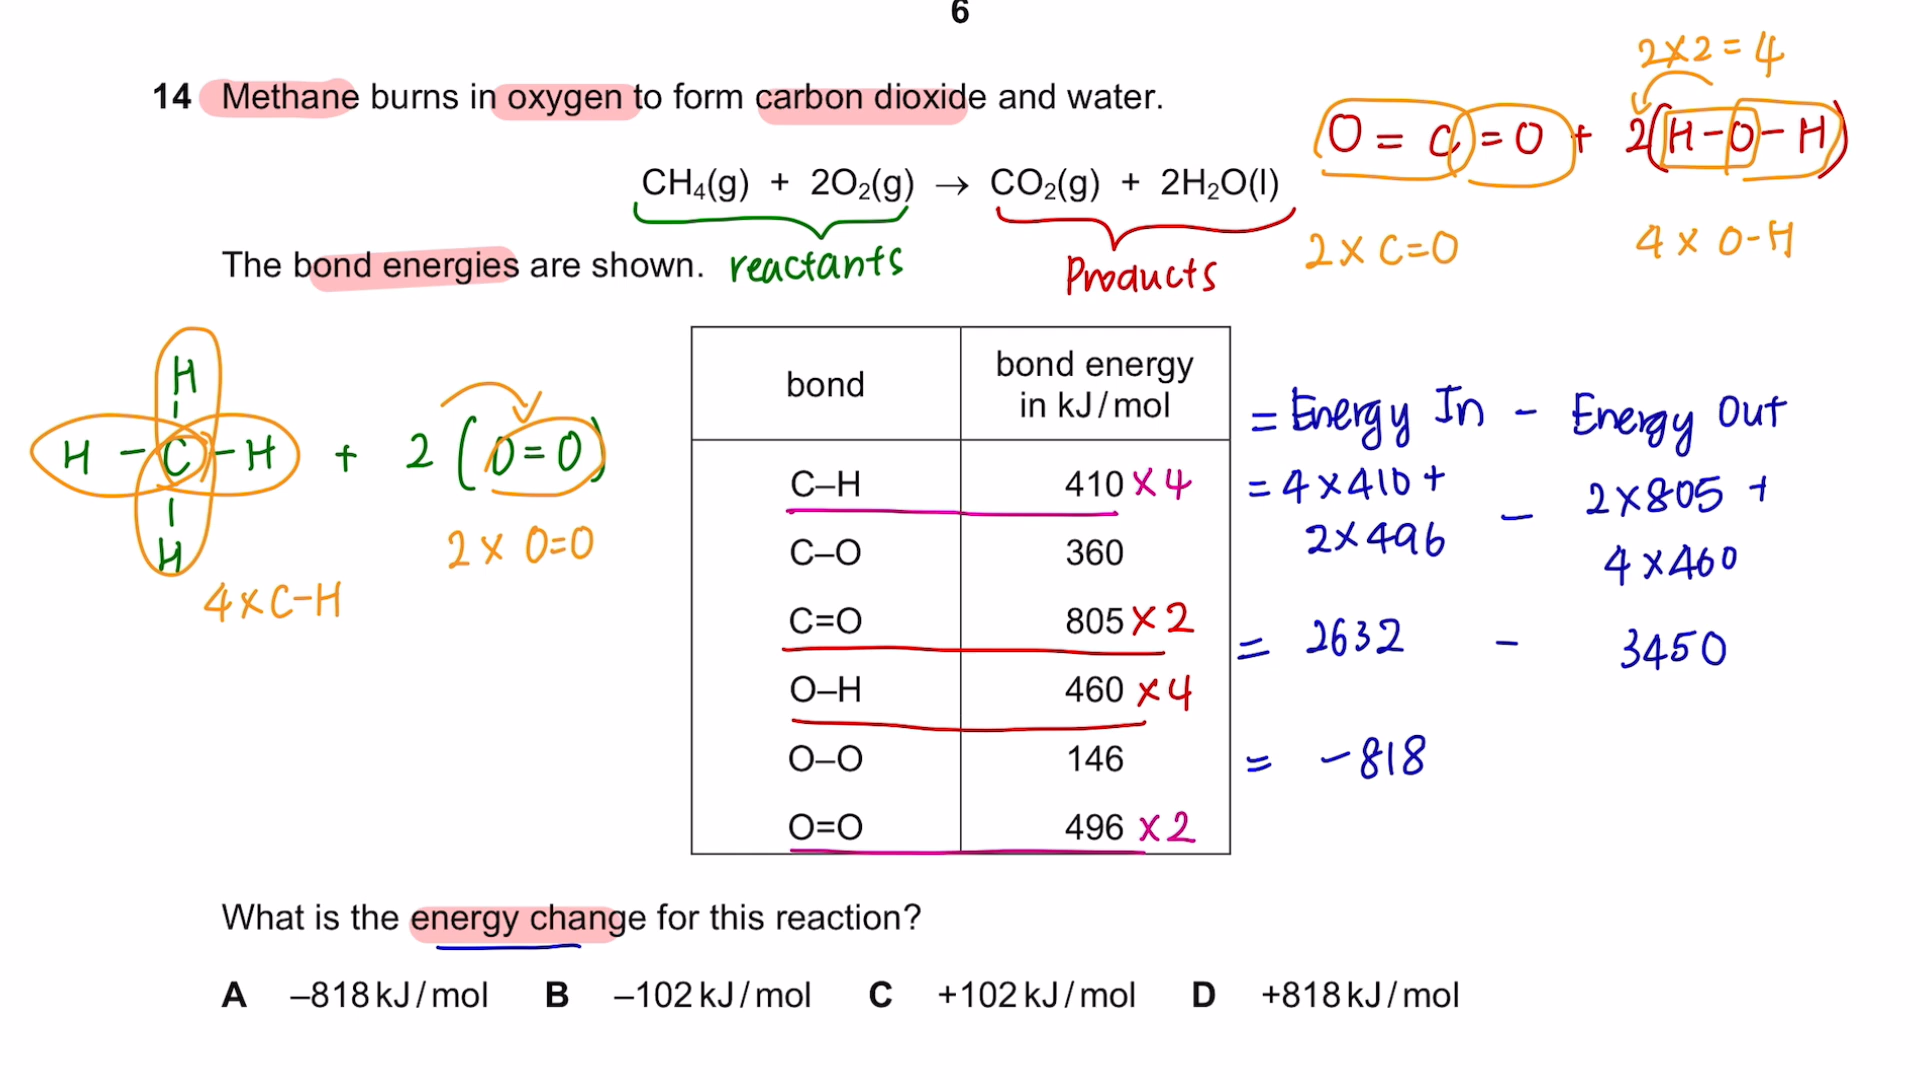 6
14 Methane burns in oxygen to form carbon dioxide and water.
2×2=4
O=C=O + 2(H-O-H)
CH₄(g) + 2O₂(g) → CO₂(g) + 2H₂O(l)
reactants
Products
2 × C=O
4 × O-H
The bond energies are shown.
H
H-C-H + 2(O=O)
H
4×C-H
2 × O=O
bond bond energy in kJ/mol
C–H 410 ×4
C–O 360
C=O 805 ×2
O–H 460 ×4
O–O 146
O=O 496 ×2
= Energy In - Energy Out
= 4×410+ 2×496 - 2×805 + 4×460
= 2632 - 3450
= -818
What is the energy change for this reaction?
A –818 kJ/mol B –102 kJ/mol C +102 kJ/mol D +818 kJ/mol